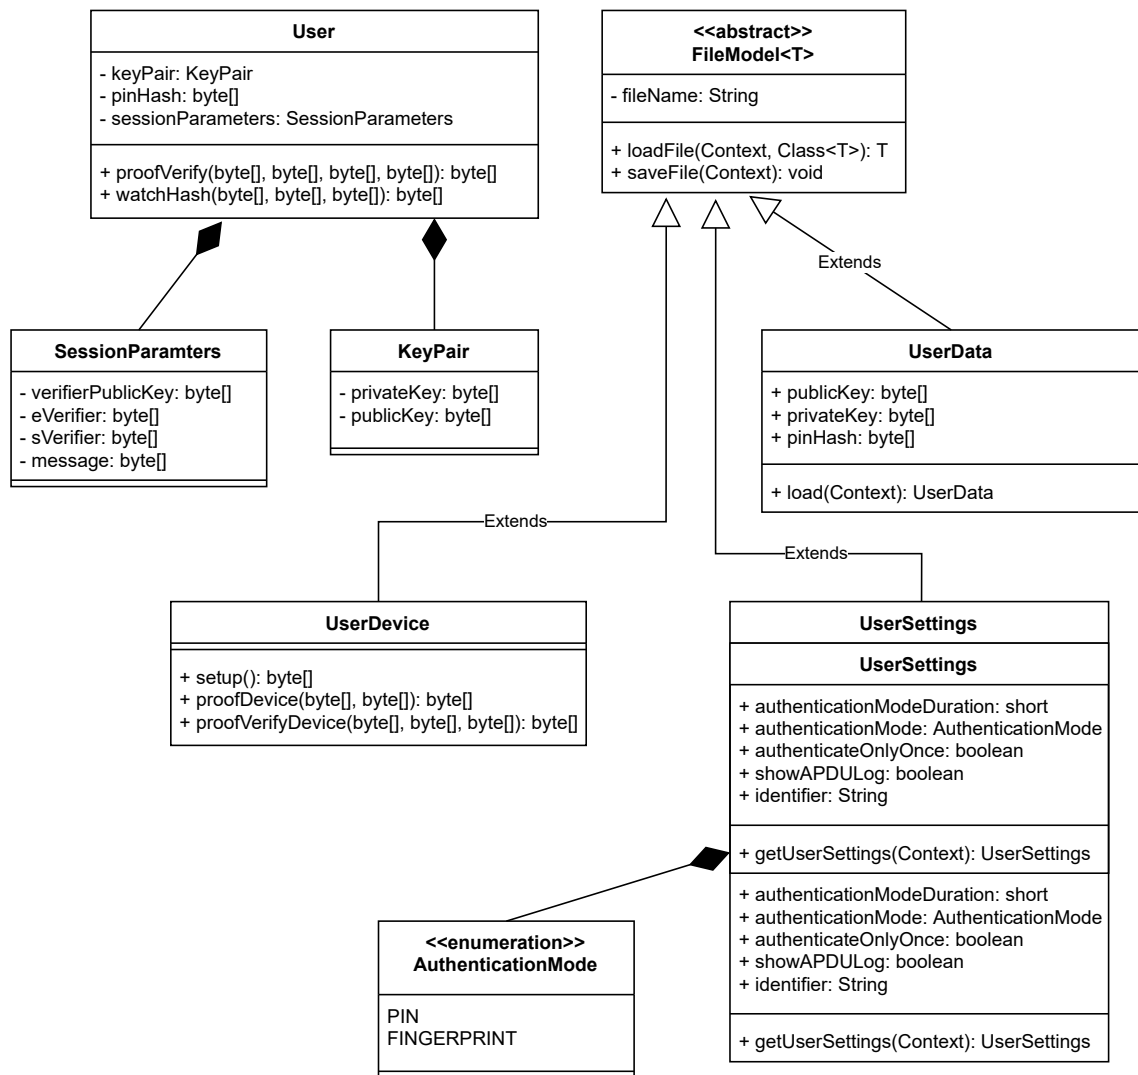 User
- keyPair: KeyPair
- pinHash: byte[]
- sessionParameters: SessionParameters
+ proofVerify(byte[], byte[], byte[], byte[]): byte[]
+ watchHash(byte[], byte[], byte[]): byte[]
<<abstract>>
FileModel<T>
- fileName: String
+ loadFile(Context, Class<T>): T
+ saveFile(Context): void
Extends
SessionParamters
- verifierPublicKey: byte[]
- eVerifier: byte[]
- sVerifier: byte[]
- message: byte[]
KeyPair
- privateKey: byte[]
- publicKey: byte[]
UserData
+ publicKey: byte[]
+ privateKey: byte[]
+ pinHash: byte[]
+ load(Context): UserData
Extends
Extends
UserDevice
+ setup(): byte[]
+ proofDevice(byte[], byte[]): byte[]
+ proofVerifyDevice(byte[], byte[], byte[]): byte[]
UserSettings
UserSettings
+ authenticationModeDuration: short
+ authenticationMode: AuthenticationMode
+ authenticateOnlyOnce: boolean
+ showAPDULog: boolean
+ identifier: String
+ getUserSettings(Context): UserSettings
+ authenticationModeDuration: short
+ authenticationMode: AuthenticationMode
+ authenticateOnlyOnce: boolean
+ showAPDULog: boolean
+ identifier: String
+ getUserSettings(Context): UserSettings
<<enumeration>>
AuthenticationMode
PIN
FINGERPRINT